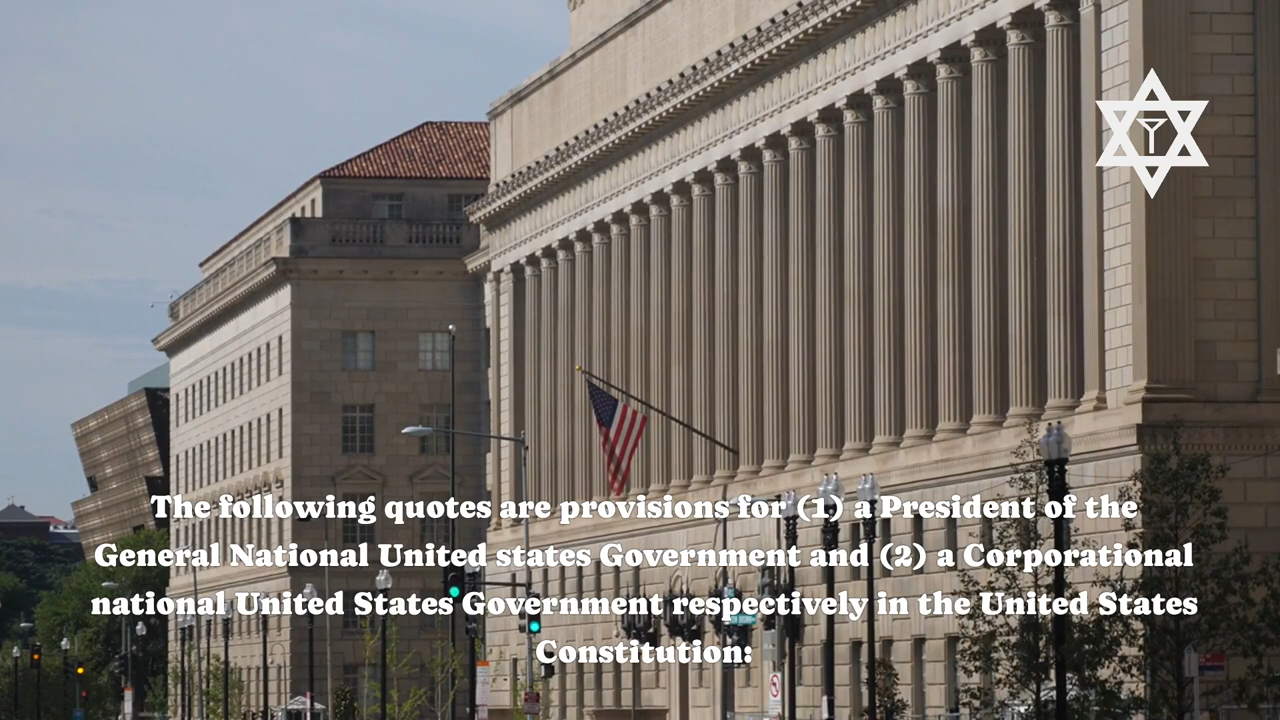 The following quotes are provisions for (1) a President of the
General National United states Government and (2) a Corporational
national United States Government respectively in the United States
Constitution: